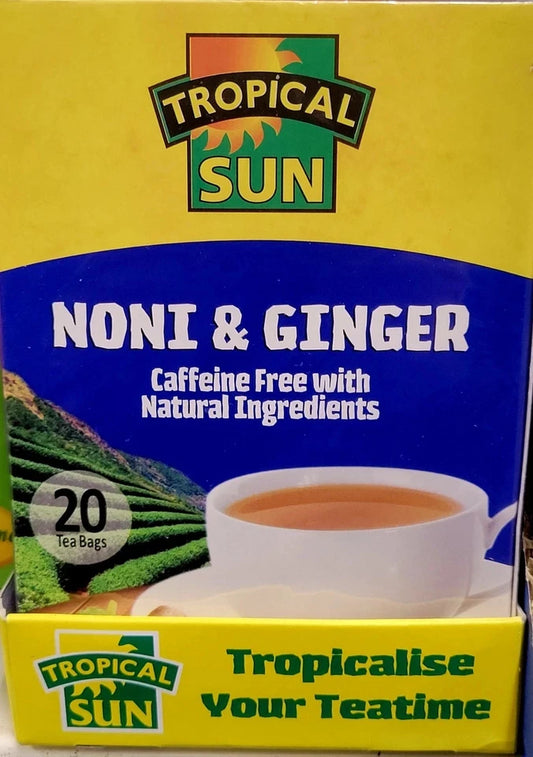 TROPICAL
SUN
NONI & GINGER
Caffeine Free with
Natural Ingredients
20
Tea Bags
TROPICAL
SUN
Tropicalise
Your Teatime